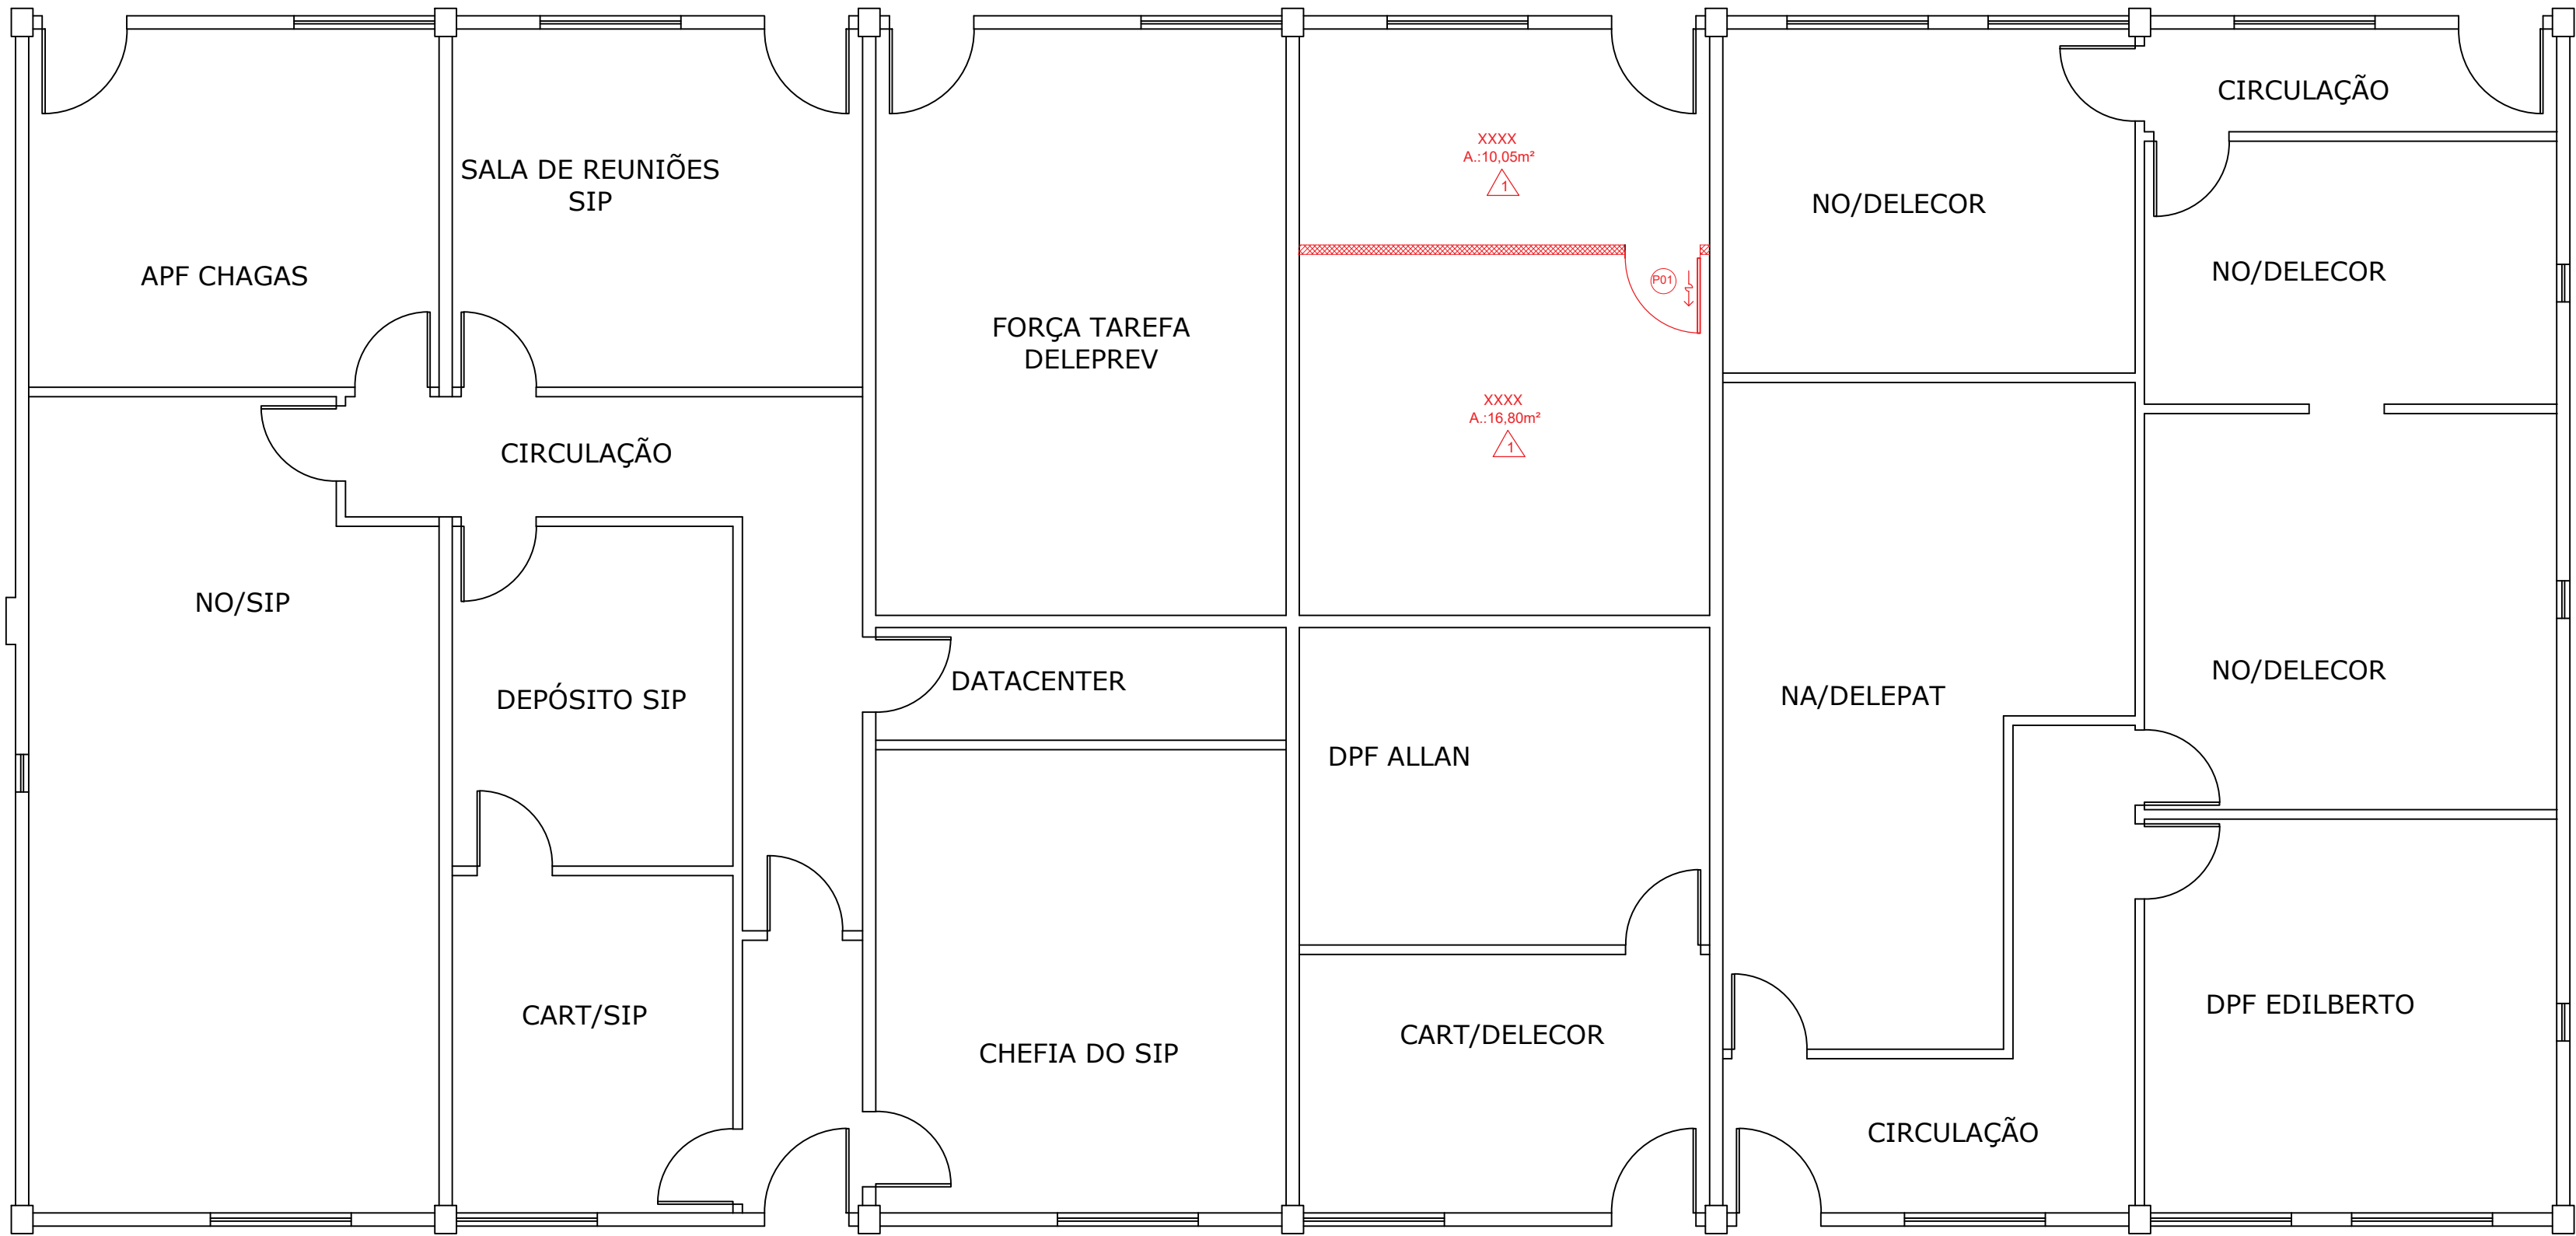 CIRCULAÇÃO
XXXX
A.:10,05m²
1
SALA DE REUNIÕES
SIP
NO/DELECOR
APF CHAGAS
NO/DELECOR
P01
FORÇA TAREFA
DELEPREV
XXXX
A.:16,80m²
1
CIRCULAÇÃO
NO/SIP
DATACENTER
DEPÓSITO SIP
NA/DELEPAT
NO/DELECOR
DPF ALLAN
CART/SIP
CHEFIA DO SIP
CART/DELECOR
DPF EDILBERTO
CIRCULAÇÃO